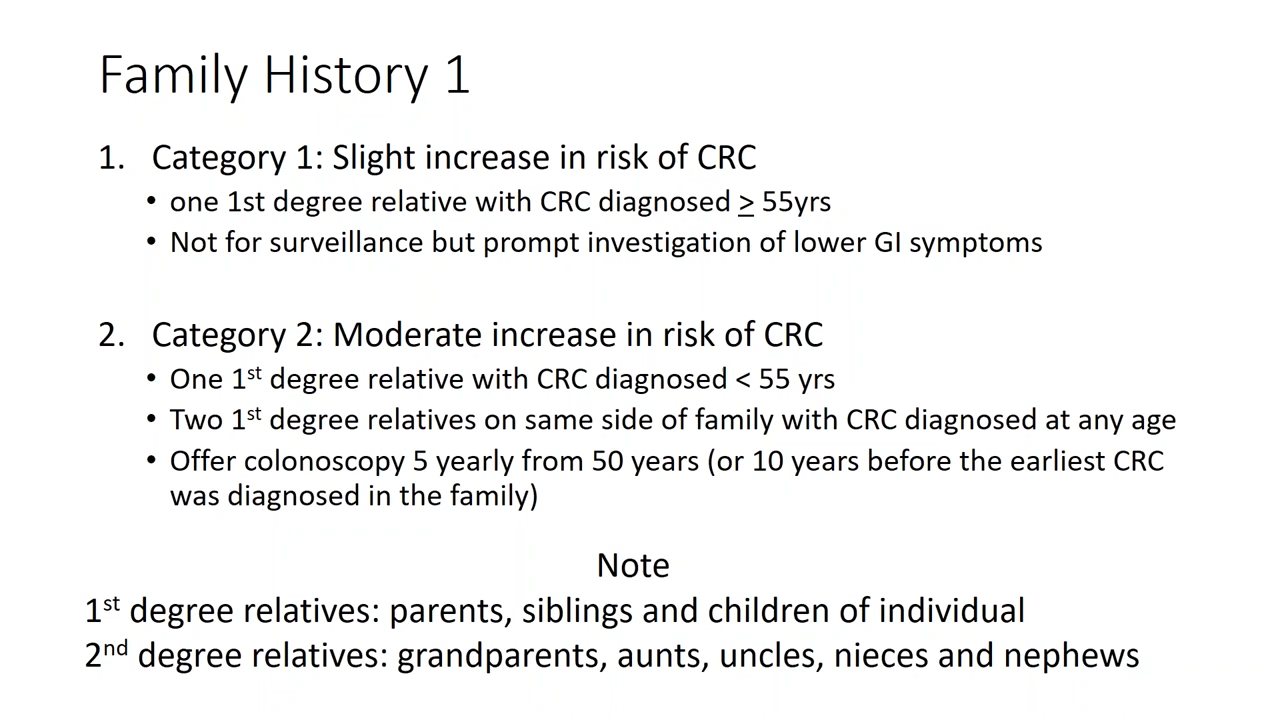 Family History 1
1. Category 1: Slight increase in risk of CRC
• one 1st degree relative with CRC diagnosed ≥ 55yrs
• Not for surveillance but prompt investigation of lower GI symptoms
2. Category 2: Moderate increase in risk of CRC
• One 1st degree relative with CRC diagnosed < 55 yrs
• Two 1st degree relatives on same side of family with CRC diagnosed at any age
• Offer colonoscopy 5 yearly from 50 years (or 10 years before the earliest CRC
was diagnosed in the family)
Note
1st degree relatives: parents, siblings and children of individual
2nd degree relatives: grandparents, aunts, uncles, nieces and nephews